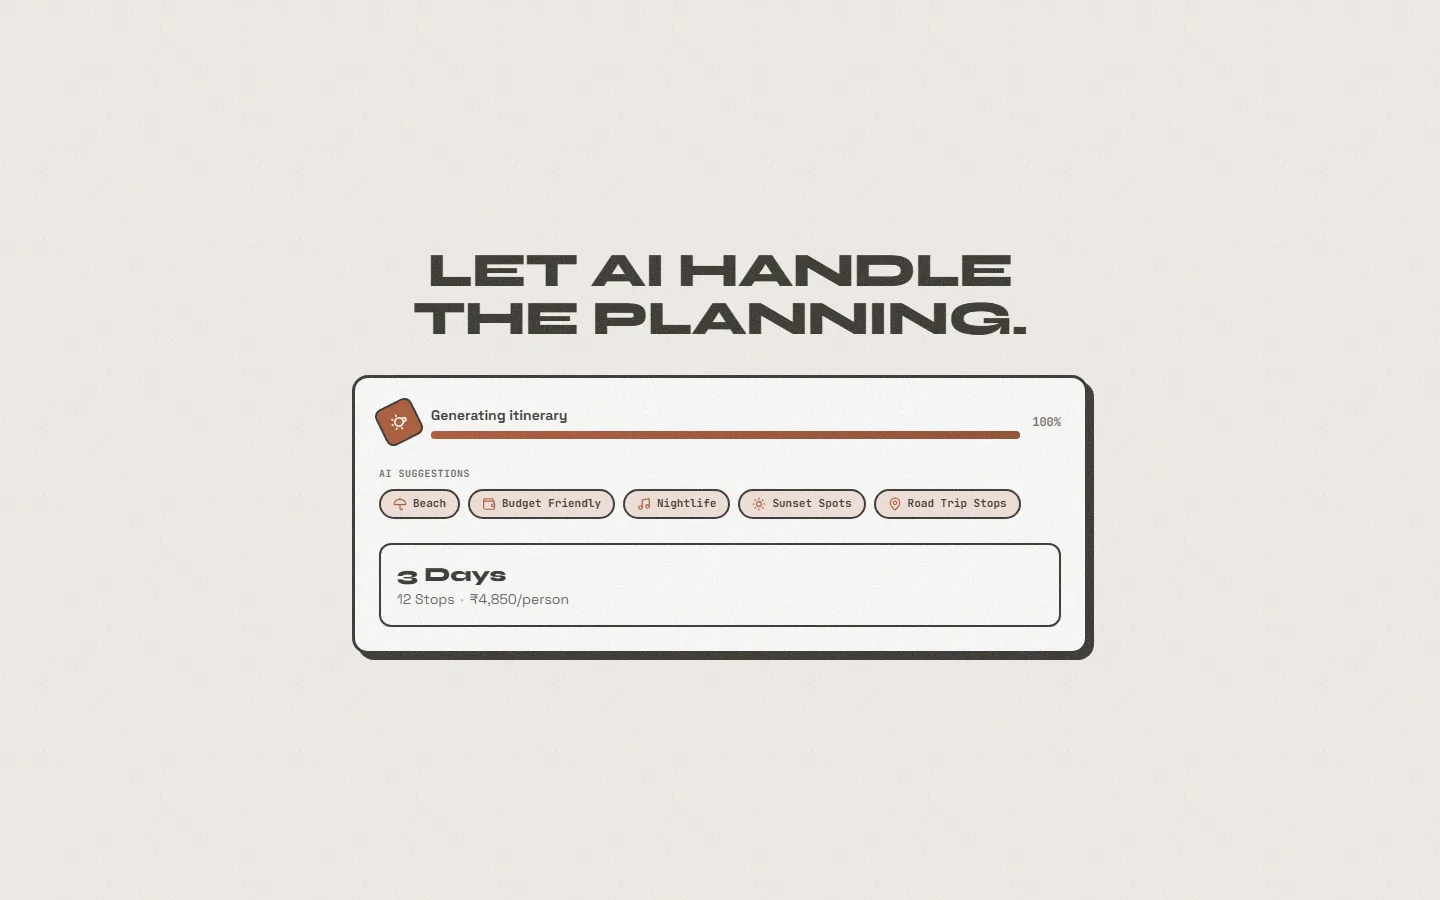 LET AI HANDLE
THE PLANNING.
Generating itinerary
100%
AI SUGGESTIONS
Beach
Budget Friendly
Nightlife
Sunset Spots
Road Trip Stops
3 Days
12 Stops · ₹4,850/person